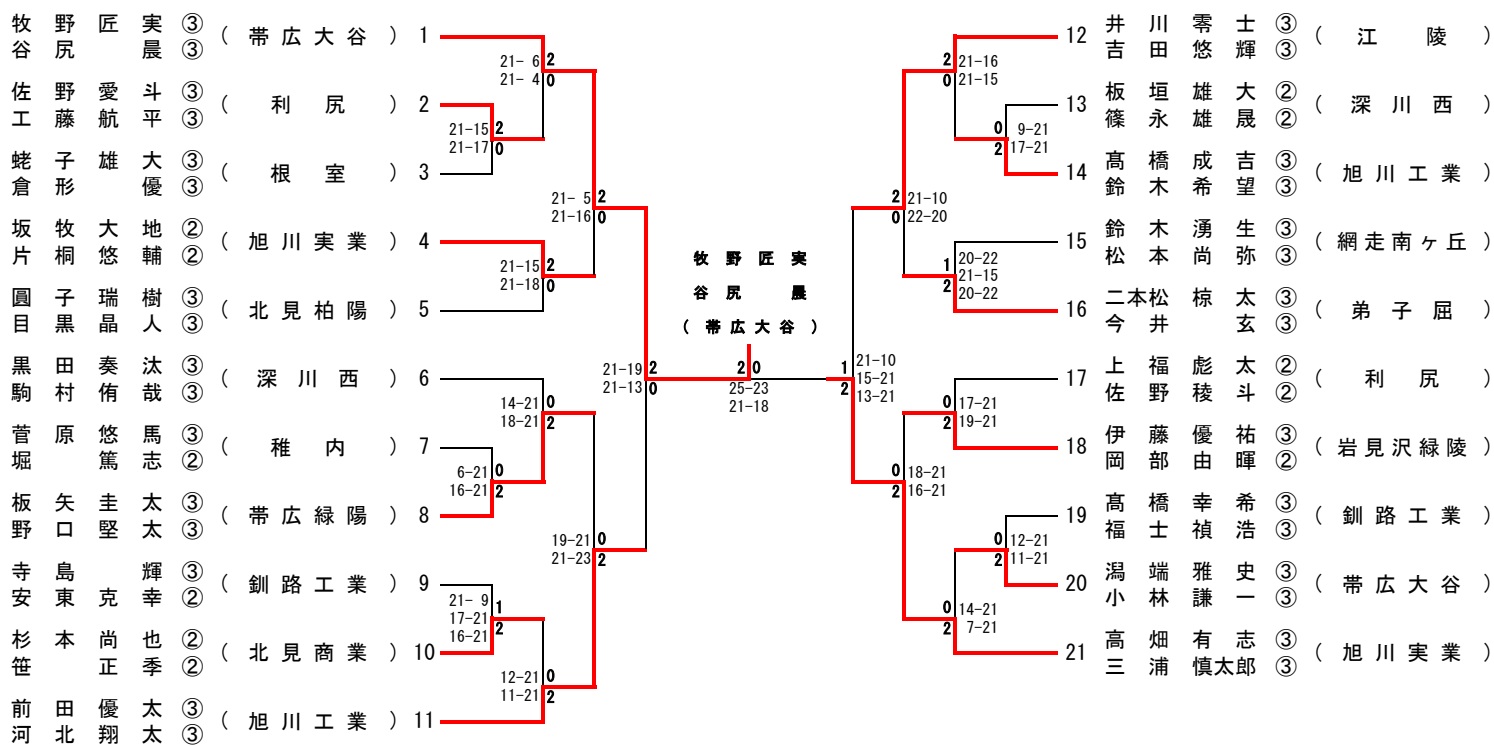 牧野匠実 ③
谷尻晨 ③
( 帯広大谷 ) 1
佐野愛斗 ③
工藤航平 ③
( 利尻 ) 2
蛯子雄大 ③
倉形優 ③
( 根室 ) 3
坂牧大地 ②
片桐悠輔 ②
( 旭川実業 ) 4
圓子瑞樹 ③
目黒晶人 ③
( 北見柏陽 ) 5
黒田奏汰 ③
駒村侑哉 ③
( 深川西 ) 6
菅原悠馬 ③
堀篤志 ②
( 稚内 ) 7
板矢圭太 ③
野口堅太 ③
( 帯広緑陽 ) 8
寺島輝 ③
安東克幸 ②
( 釧路工業 ) 9
杉本尚也 ②
笹正季 ②
( 北見商業 ) 10
前田優太 ③
河北翔太 ③
( 旭川工業 ) 11
21- 6 2
21- 4 0
21-15 2
21-17 0
21- 5 2
21-16 0
21-15 2
21-18 0
21-19 2
21-13 0
14-21 0
18-21 2
6-21 0
16-21 2
19-21 0
21-23 2
21- 9 1
17-21
16-21 2
12-21 0
11-21 2
牧野匠実
谷尻晨
( 帯広大谷 )
2 0
25-23
21-18
2 21-16
0 21-15
0 9-21
2 17-21
2 21-10
0 22-20
1 20-22
21-15
2 20-22
1 21-10
15-21
2 13-21
0 17-21
2 19-21
0 18-21
2 16-21
0 12-21
2 11-21
0 14-21
2 7-21
12 井川零士 ③
吉田悠輝 ③
( 江陵 )
13 板垣雄大 ②
篠永雄晟 ②
( 深川西 )
14 髙橋成吉 ③
鈴木希望 ③
( 旭川工業 )
15 鈴木湧生 ③
松本尚弥 ③
( 網走南ヶ丘 )
16 二本松椋太 ③
今井玄 ③
( 弟子屈 )
17 上福彪太 ②
佐野稜斗 ②
( 利尻 )
18 伊藤優祐 ③
岡部由暉 ②
( 岩見沢緑陵 )
19 髙橋幸希 ③
福士禎浩 ③
( 釧路工業 )
20 潟端雅史 ③
小林謙一 ③
( 帯広大谷 )
21 高畑有志 ③
三浦慎太郎 ③
( 旭川実業 )